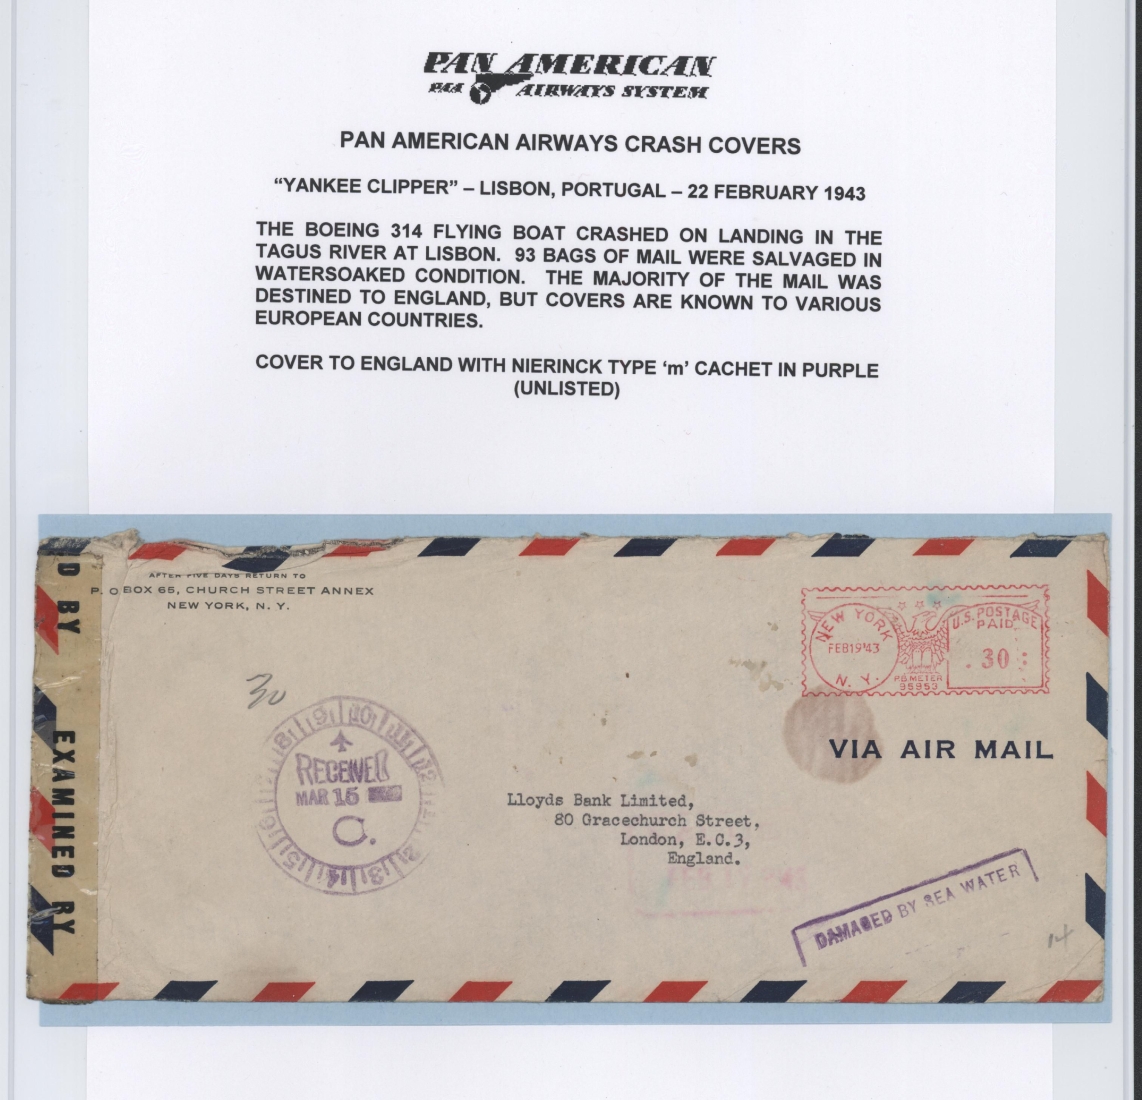 PAN AMERICAN
PAA AIRWAYS SYSTEM
PAN AMERICAN AIRWAYS CRASH COVERS
“YANKEE CLIPPER” – LISBON, PORTUGAL – 22 FEBRUARY 1943
THE BOEING 314 FLYING BOAT CRASHED ON LANDING IN THE
TAGUS RIVER AT LISBON. 93 BAGS OF MAIL WERE SALVAGED IN
WATERSOAKED CONDITION. THE MAJORITY OF THE MAIL WAS
DESTINED TO ENGLAND, BUT COVERS ARE KNOWN TO VARIOUS
EUROPEAN COUNTRIES.
COVER TO ENGLAND WITH NIERINCK TYPE ‘m’ CACHET IN PURPLE
(UNLISTED)
D BY
EXAMINED BY
AFTER FIVE DAYS RETURN TO
P. O BOX 65, CHURCH STREET ANNEX
NEW YORK, N. Y.
NEW YORK
FEB19'43
N. Y.
U.S. POSTAGE
PAID
.30
P.B. METER
95953
30
RECEIVED
MAR 15
C.
VIA AIR MAIL
Lloyds Bank Limited,
80 Gracechurch Street,
London, E.C.3,
England.
DAMAGED BY SEA WATER
14